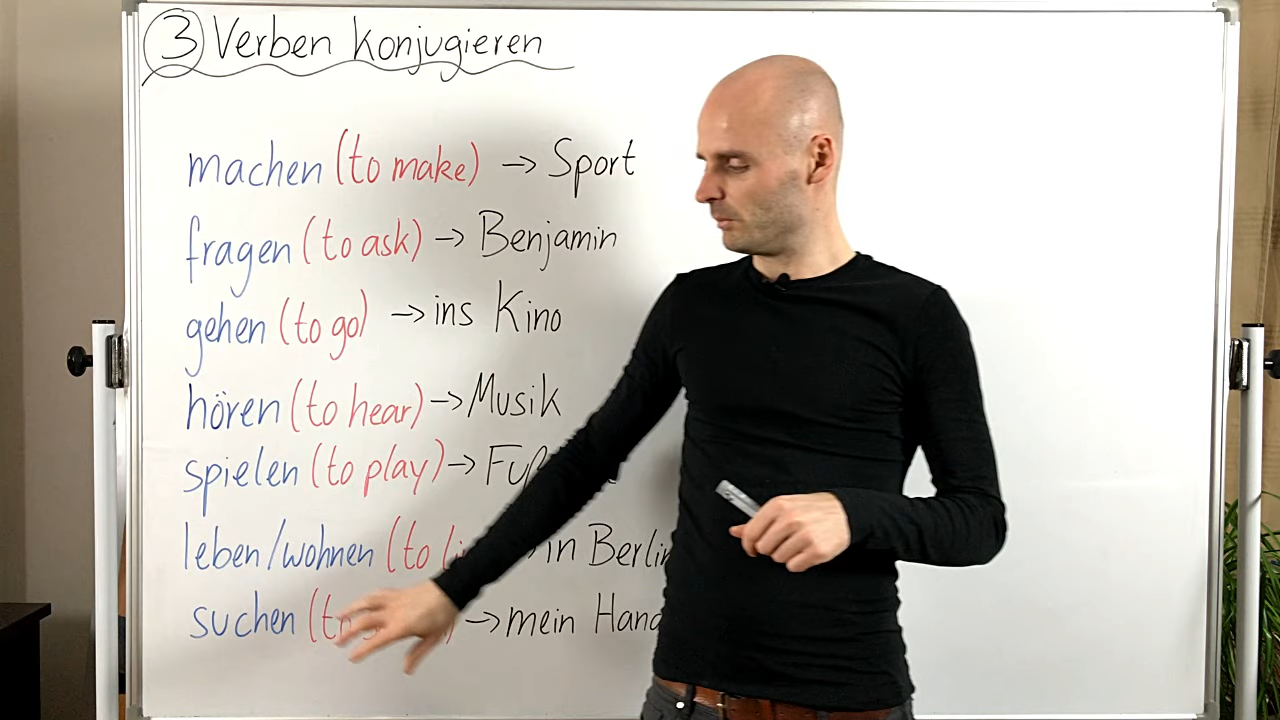 3 Verben konjugieren
machen (to make) → Sport
fragen (to ask) → Benjamin
gehen (to go) → ins Kino
hören (to hear) → Musik
spielen (to play) →
leben/wohnen (to → in Berlin
suchen (to → mein